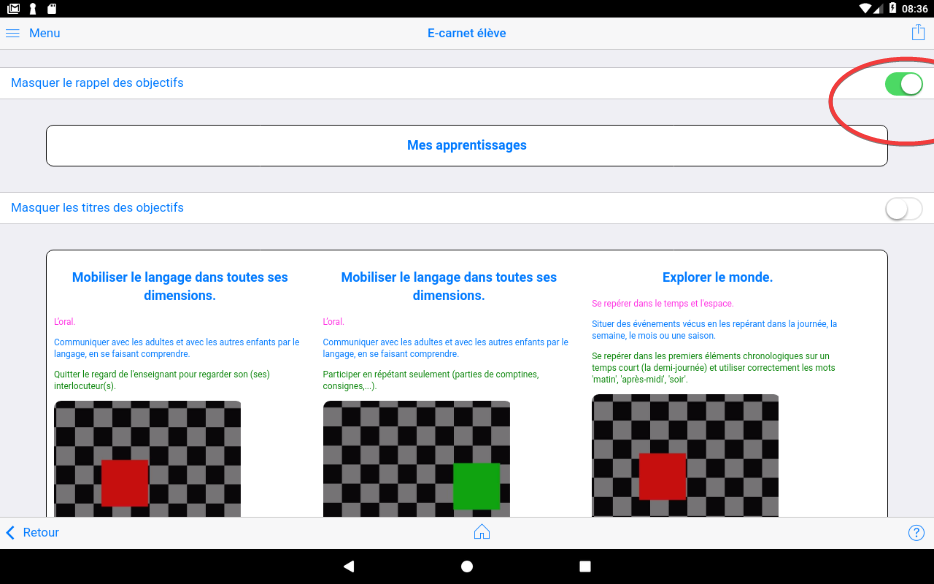 08:36
Menu
E-carnet élève
Masquer le rappel des objectifs
Mes apprentissages
Masquer les titres des objectifs
Mobiliser le langage dans toutes ses
dimensions.
L'oral.
Communiquer avec les adultes et avec les autres enfants par le
langage, en se faisant comprendre.
Quitter le regard de l'enseignant pour regarder son (ses)
interlocuteur(s).
Mobiliser le langage dans toutes ses
dimensions.
L'oral.
Communiquer avec les adultes et avec les autres enfants par le
langage, en se faisant comprendre.
Participer en répétant seulement (parties de comptines,
consignes,...).
Explorer le monde.
Se repérer dans le temps et l'espace.
Situer des événements vécus en les repérant dans la journée, la
semaine, le mois ou une saison.
Se repérer dans les premiers éléments chronologiques sur un
temps court (la demi-journée) et utiliser correctement les mots
'matin', 'après-midi', 'soir'.
Retour
?